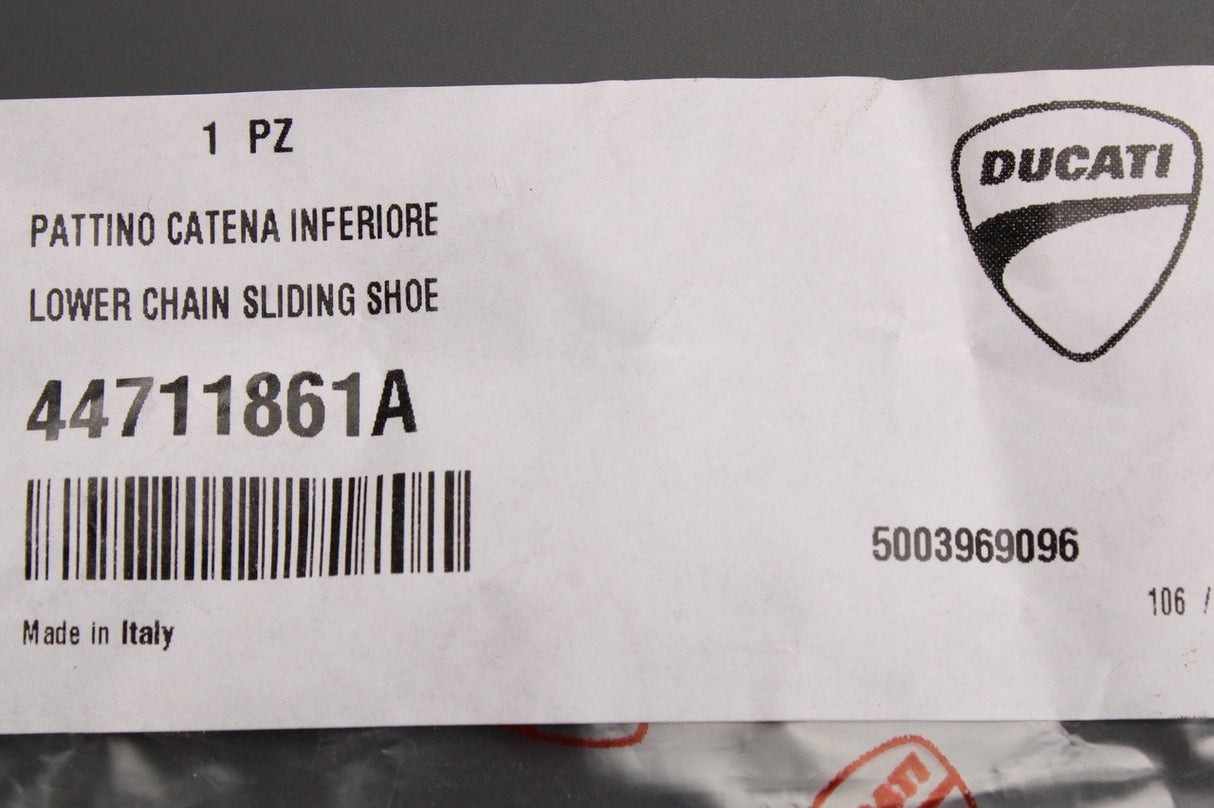 1 PZ
DUCATI
PATTINO CATENA INFERIORE
LOWER CHAIN SLIDING SHOE
44711861A
5003969096
106 /
Made in Italy